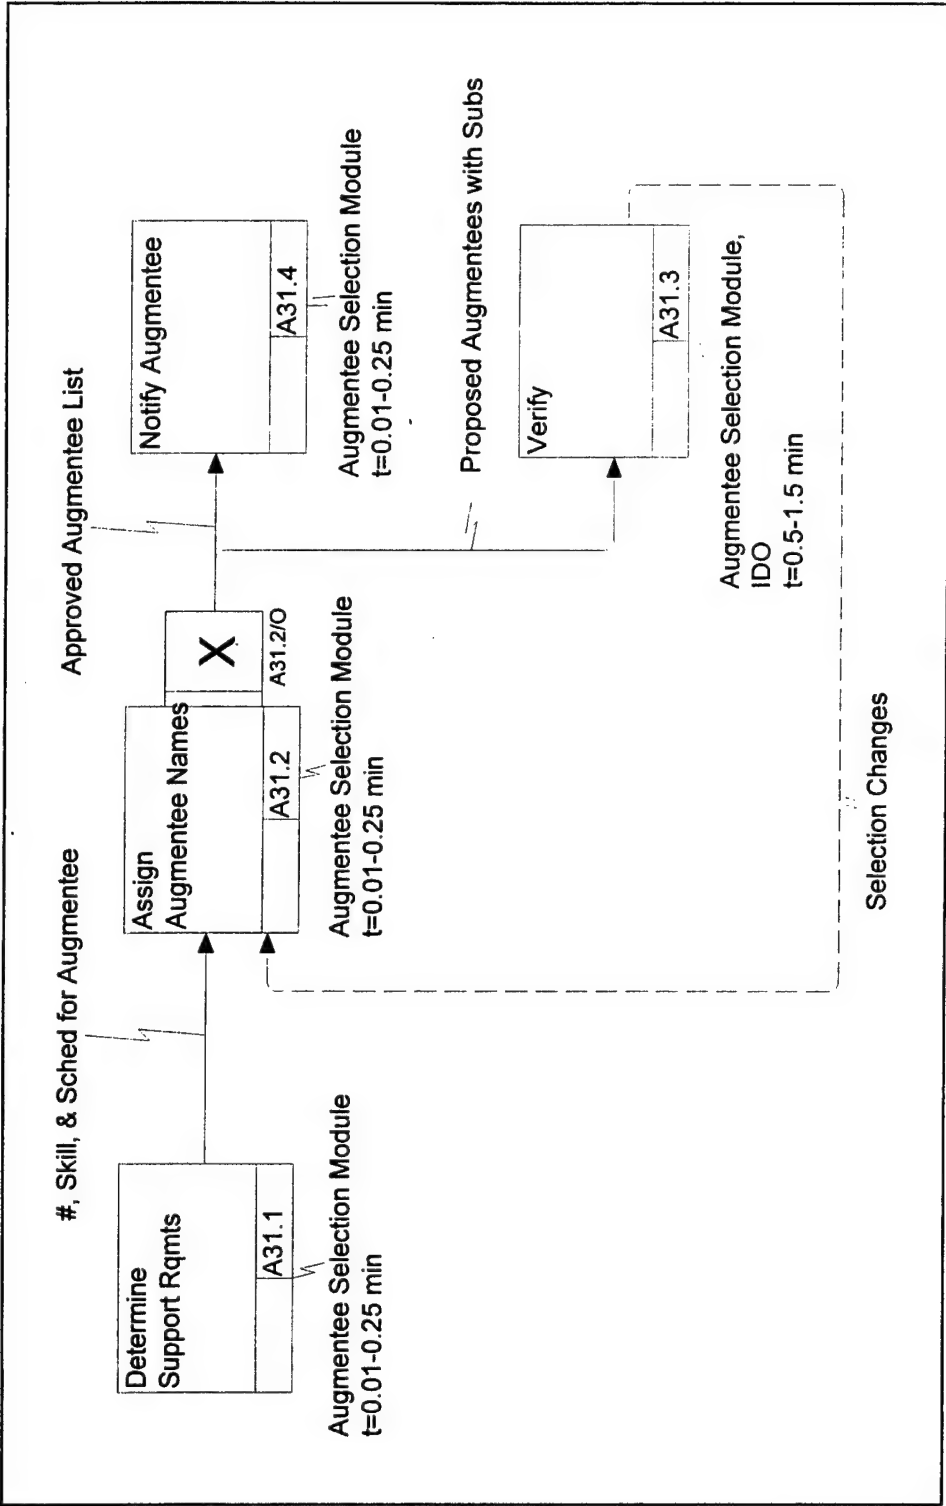 #, Skill, & Sched for Augmentee
Approved Augmentee List
Determine
Support Rqmts
A31.1
Augmentee Selection Module
t=0.01-0.25 min
Assign
Augmentee Names
A31.2
X
A31.2/O
Augmentee Selection Module
t=0.01-0.25 min
Notify Augmentee
A31.4
Augmentee Selection Module
t=0.01-0.25 min
Proposed Augmentees with Subs
Verify
A31.3
Augmentee Selection Module,
IDO
t=0.5-1.5 min
Selection Changes